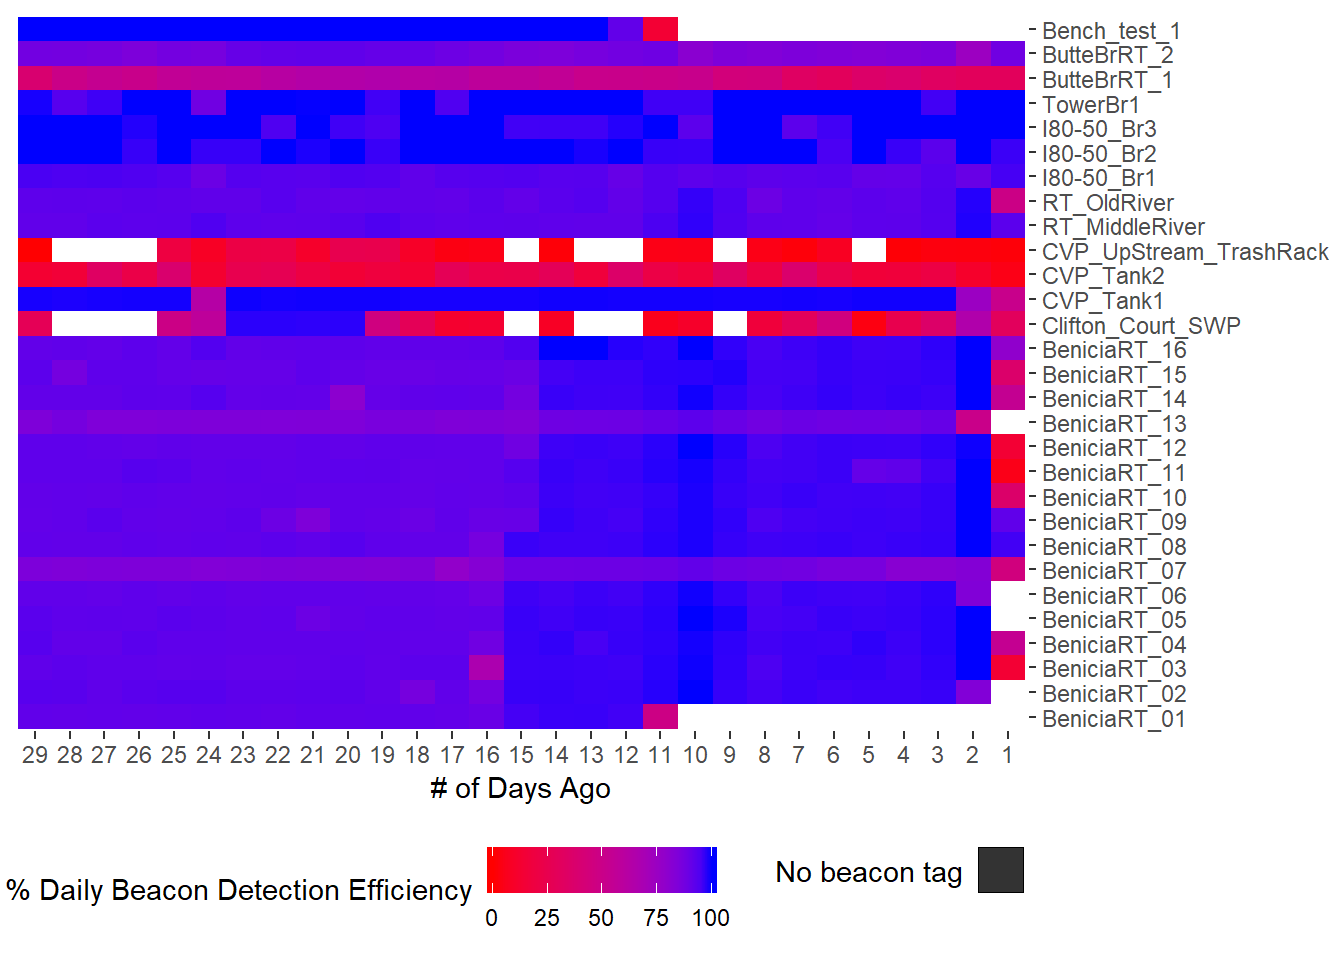 Bench_test_1
ButteBrRT_2
ButteBrRT_1
TowerBr1
I80-50_Br3
I80-50_Br2
I80-50_Br1
RT_OldRiver
RT_MiddleRiver
CVP_UpStream_TrashRack
CVP_Tank2
CVP_Tank1
Clifton_Court_SWP
BeniciaRT_16
BeniciaRT_15
BeniciaRT_14
BeniciaRT_13
BeniciaRT_12
BeniciaRT_11
BeniciaRT_10
BeniciaRT_09
BeniciaRT_08
BeniciaRT_07
BeniciaRT_06
BeniciaRT_05
BeniciaRT_04
BeniciaRT_03
BeniciaRT_02
BeniciaRT_01
29 28 27 26 25 24 23 22 21 20 19 18 17 16 15 14 13 12 11 10 9 8 7 6 5 4 3 2 1
# of Days Ago
% Daily Beacon Detection Efficiency
0 25 50 75 100
No beacon tag